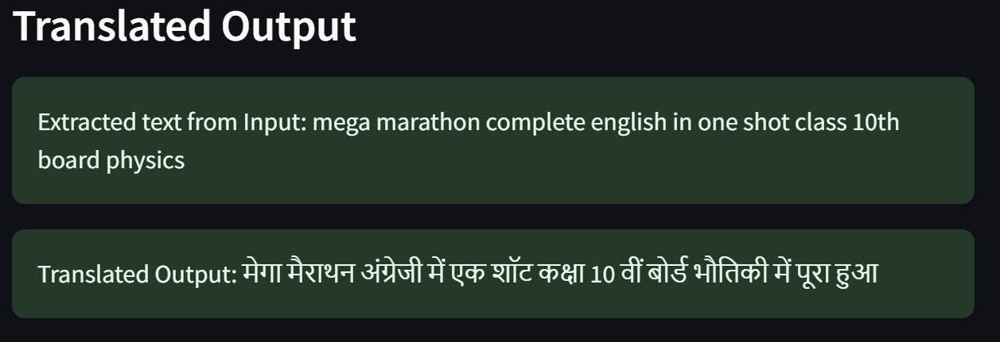 Translated Output
Extracted text from Input: mega marathon complete english in one shot class 10th
board physics
Translated Output: मेगा मैराथन अंग्रेजी में एक शॉट कक्षा 10 वीं बोर्ड भौतिकी में पूरा हुआ